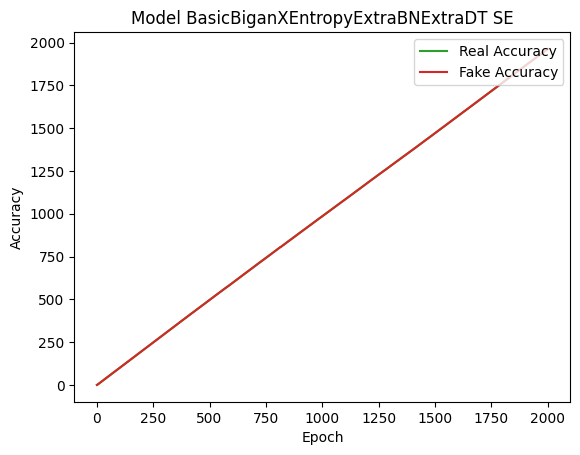 Model BasicBiganXEntropyExtraBNExtraDT SE
Real Accuracy
Fake Accuracy
2000
1750
1500
1250
1000
750
500
250
0
Accuracy
0 250 500 750 1000 1250 1500 1750 2000
Epoch